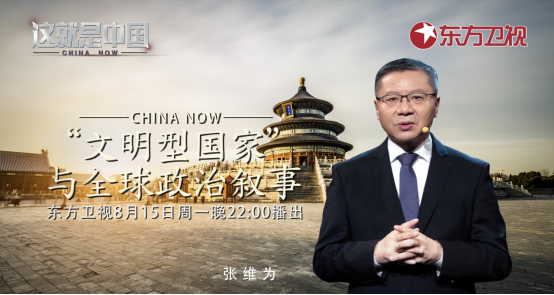 这就是中国
CHINA NOW
东方卫视
CHINA NOW
“文明型国家”
与全球政治叙事
东方卫视8月15日周一晚22:00播出
张维为